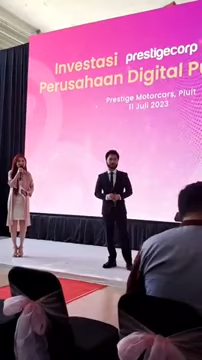 Investasi prestigecorp
Perusahaan Digital
Prestige Motorcars, Pluit
11 Juli 2023